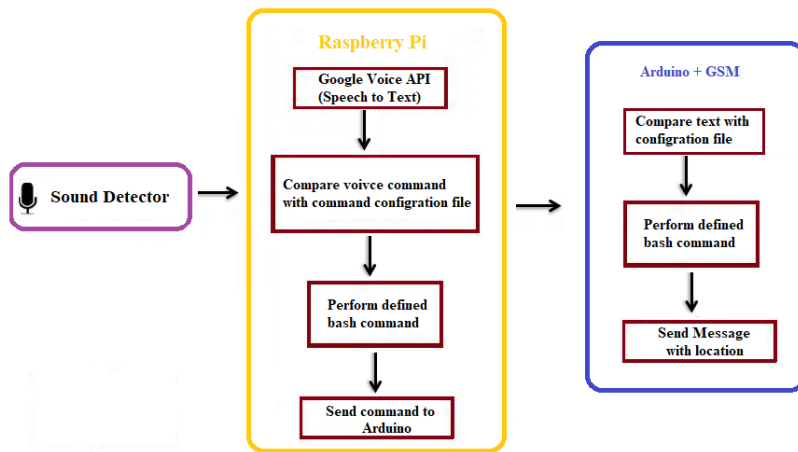 Sound Detector
Raspberry Pi
Google Voice API
(Speech to Text)
Compare voivce command
with command configration file
Perform defined
bash command
Send command to
Arduino
Arduino + GSM
Compare text with
configration file
Perform defined
bash command
Send Message
with location